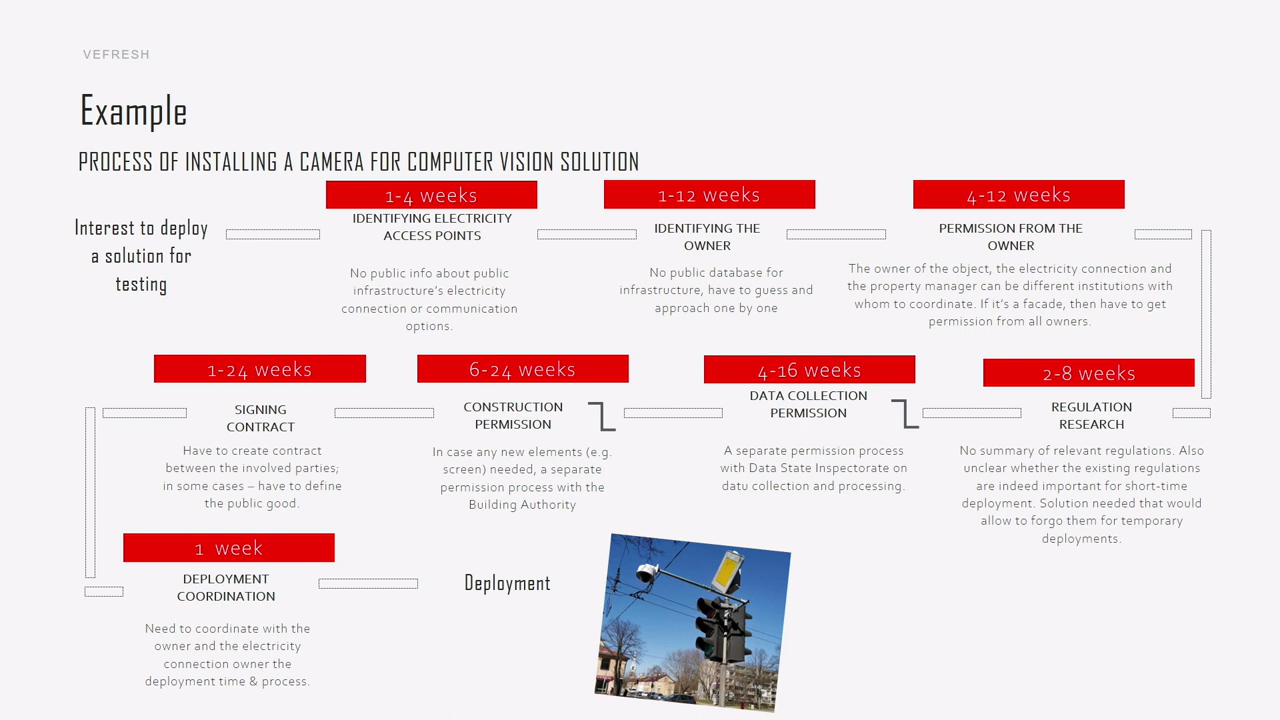 VEFRESH
Example
PROCESS OF INSTALLING A CAMERA FOR COMPUTER VISION SOLUTION
Interest to deploy
a solution for
testing
1-4 weeks
IDENTIFYING ELECTRICITY
ACCESS POINTS
No public info about public
infrastructure's electricity
connection or communication
options.
1-12 weeks
IDENTIFYING THE
OWNER
No public database for
infrastructure, have to guess and
approach one by one
4-12 weeks
PERMISSION FROM THE
OWNER
The owner of the object, the electricity connection and
the property manager can be different institutions with
whom to coordinate. If it's a facade, then have to get
permission from all owners.
2-8 weeks
REGULATION
RESEARCH
No summary of relevant regulations. Also
unclear whether the existing regulations
are indeed important for short-time
deployment. Solution needed that would
allow to forgo them for temporary
deployments.
4-16 weeks
DATA COLLECTION
PERMISSION
A separate permission process
with Data State Inspectorate on
datu collection and processing.
6-24 weeks
CONSTRUCTION
PERMISSION
In case any new elements (e.g.
screen) needed, a separate
permission process with the
Building Authority
1-24 weeks
SIGNING
CONTRACT
Have to create contract
between the involved parties;
in some cases – have to define
the public good.
1 week
DEPLOYMENT
COORDINATION
Need to coordinate with the
owner and the electricity
connection owner the
deployment time & process.
Deployment